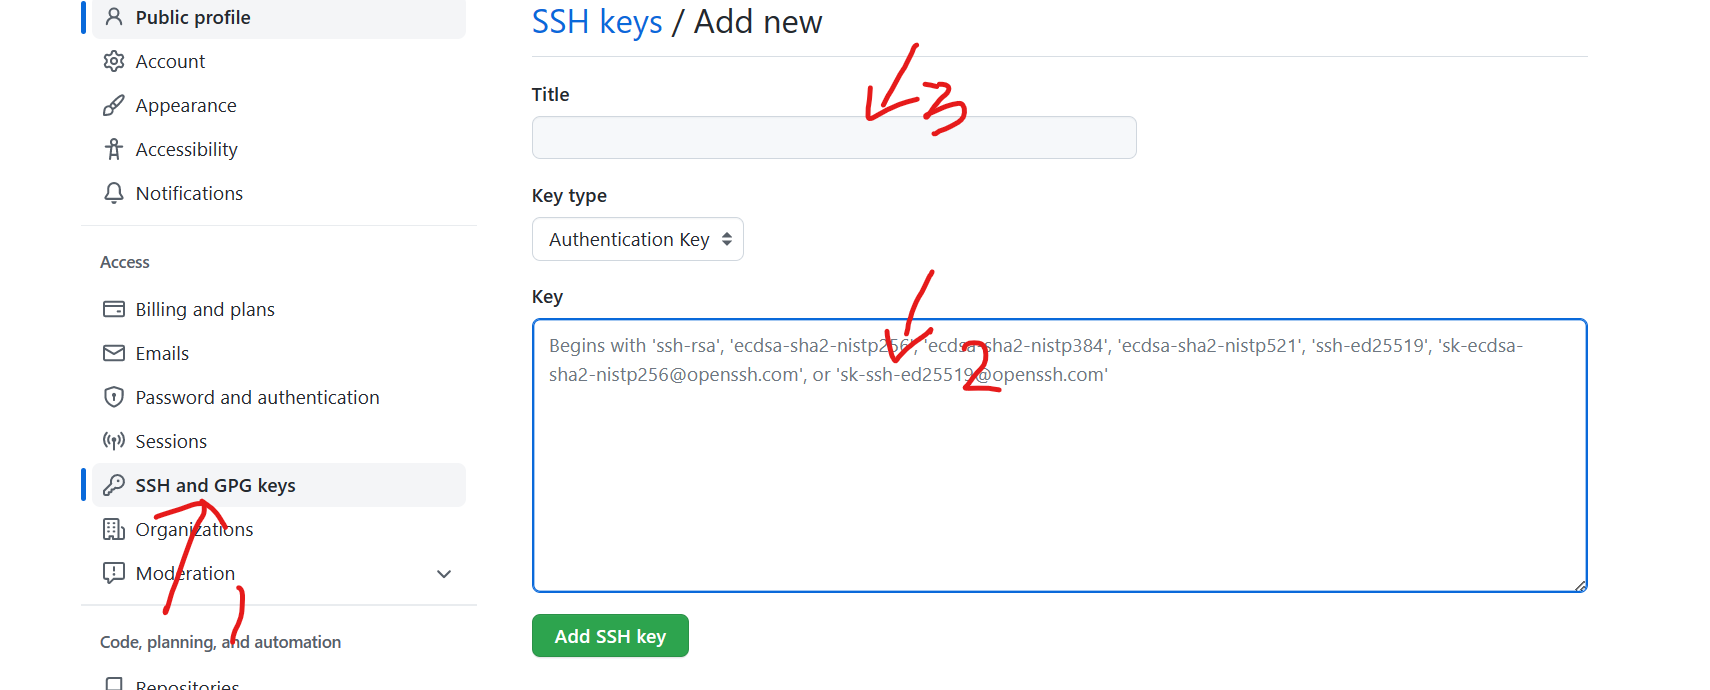 Public profile
Account
Appearance
Accessibility
Notifications
Access
Billing and plans
Emails
Password and authentication
Sessions
SSH and GPG keys
Organizations
Moderation
1
Code, planning, and automation
Repositories
SSH keys / Add new
Title
3
Key type
Authentication Key
Key
Begins with 'ssh-rsa', 'ecdsa-sha2-nistp256', 'ecdsa-sha2-nistp384', 'ecdsa-sha2-nistp521', 'ssh-ed25519', 'sk-ecdsa-
sha2-nistp256@openssh.com', or 'sk-ssh-ed25519@openssh.com'
2
Add SSH key